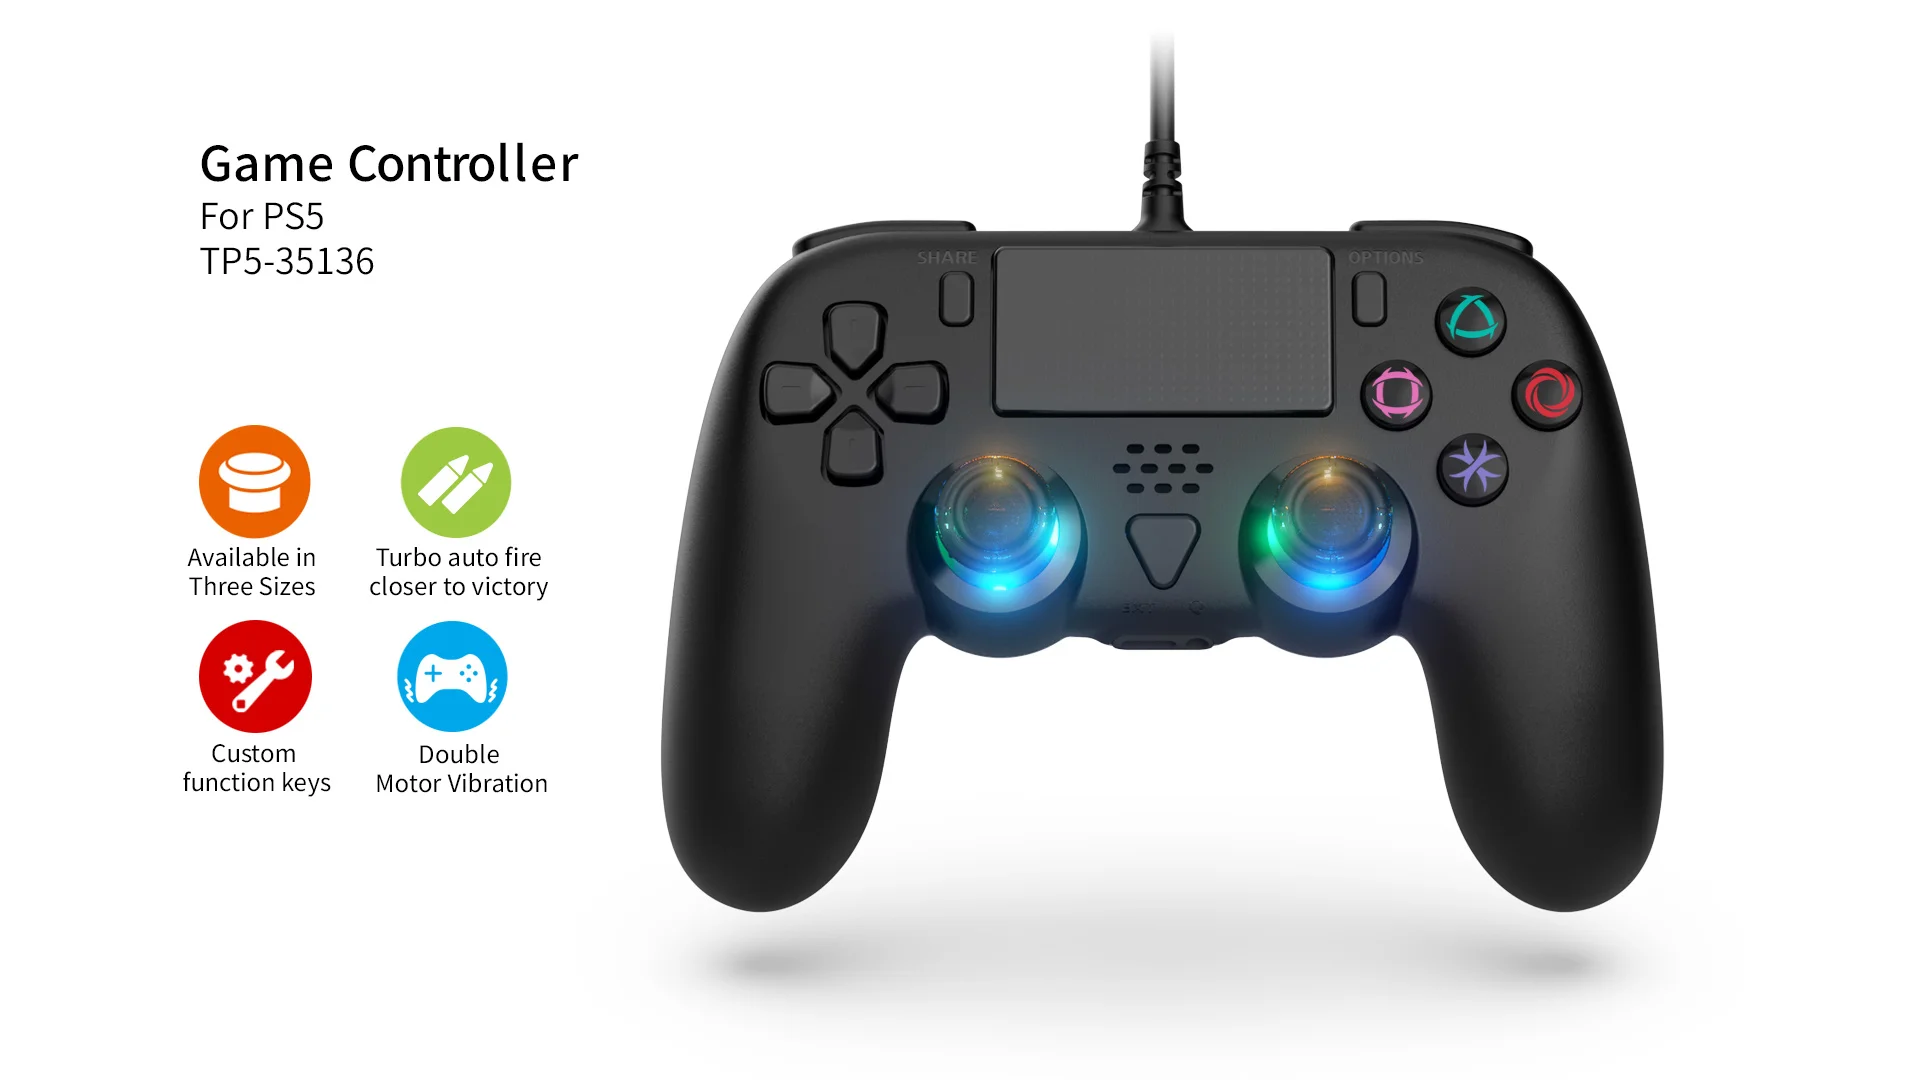 Game Controller
For PS5
TP5-35136
SHARE
OPTIONS
Available in
Three Sizes
Turbo auto fire
closer to victory
Custom
function keys
Double
Motor Vibration
EXT